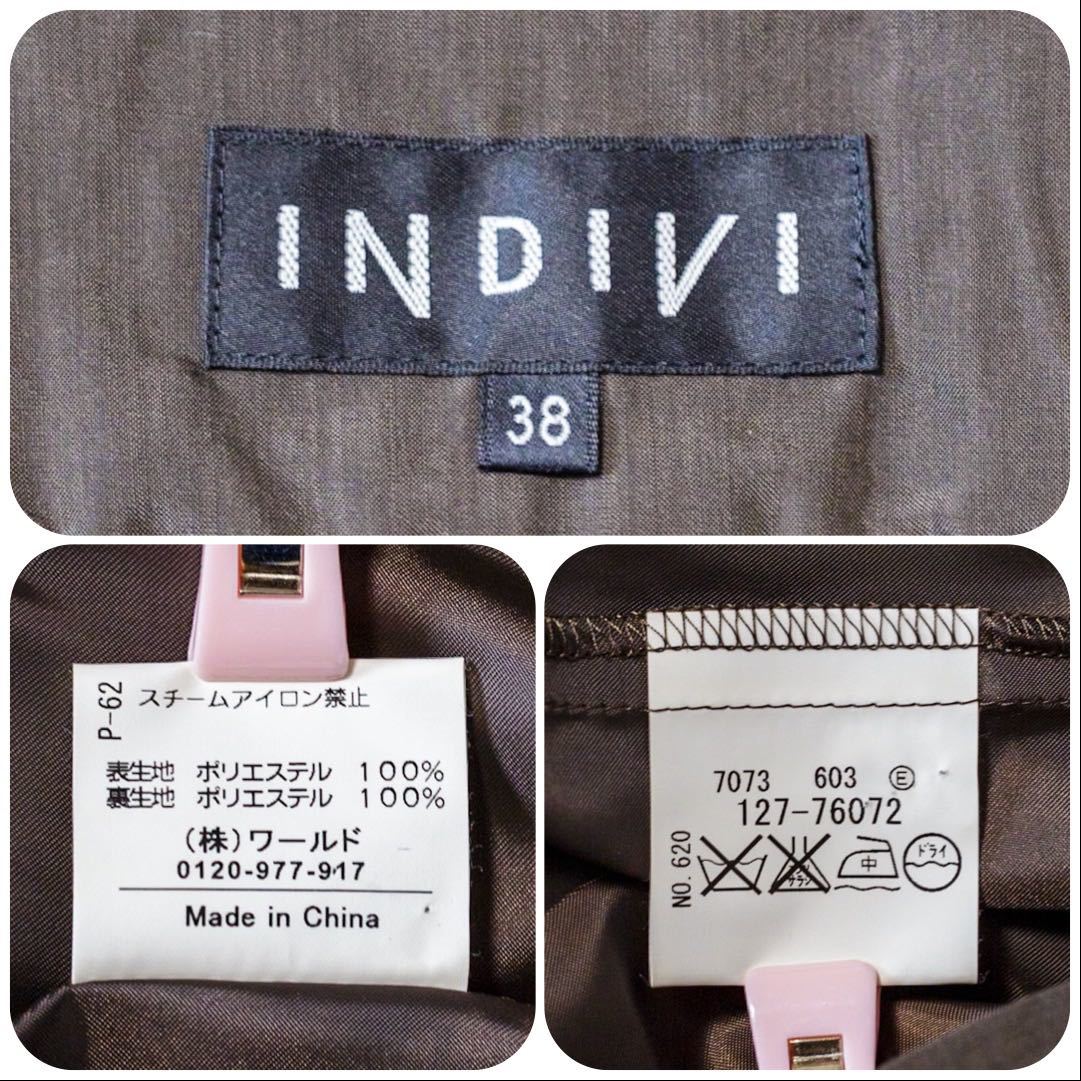 INDIVI
38
P-62
スチームアイロン禁止
表生地 ポリエステル 100%
裏生地 ポリエステル 100%
(株)ワールド
0120-977-917
Made in China
7073 603 Ⓔ
127-76072
NO.620
中
ドライ